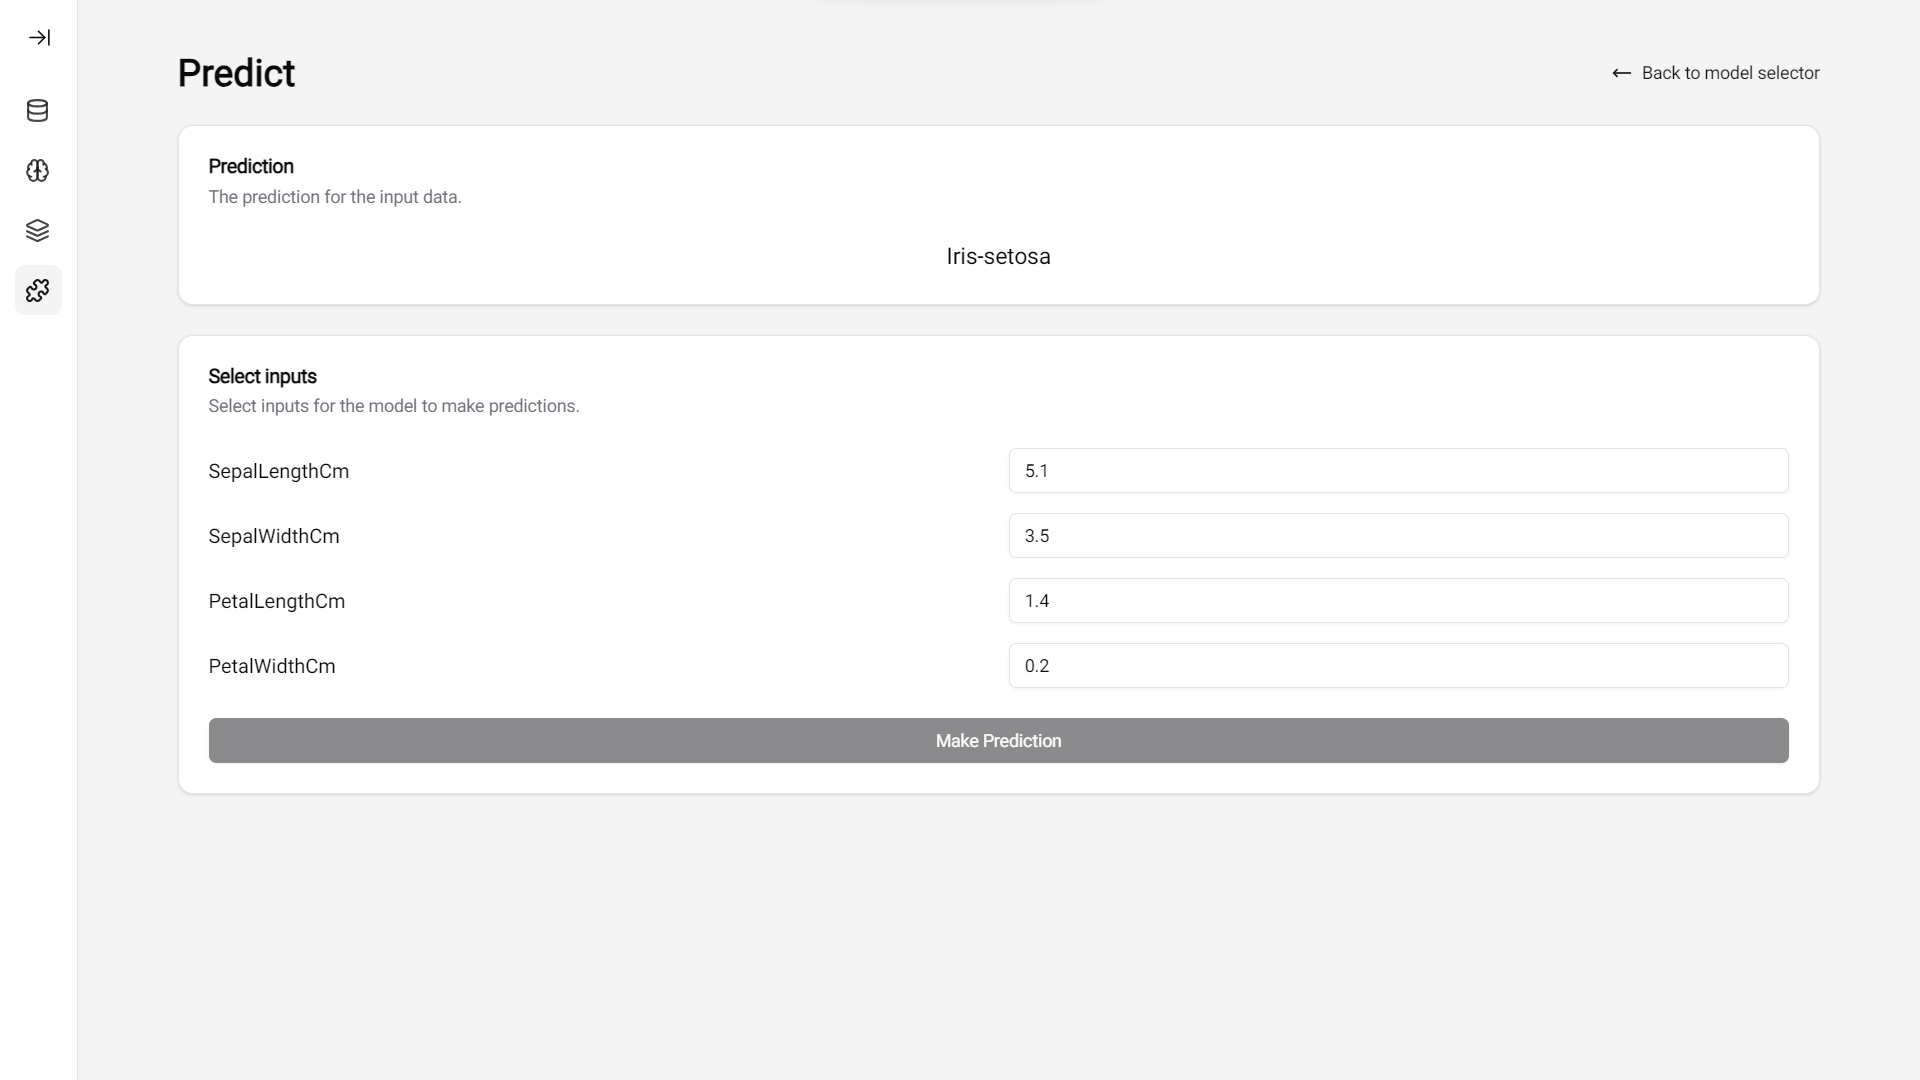 Predict
Back to model selector
Prediction
The prediction for the input data.
Iris-setosa
Select inputs
Select inputs for the model to make predictions.
SepalLengthCm
5.1
SepalWidthCm
3.5
PetalLengthCm
1.4
PetalWidthCm
0.2
Make Prediction